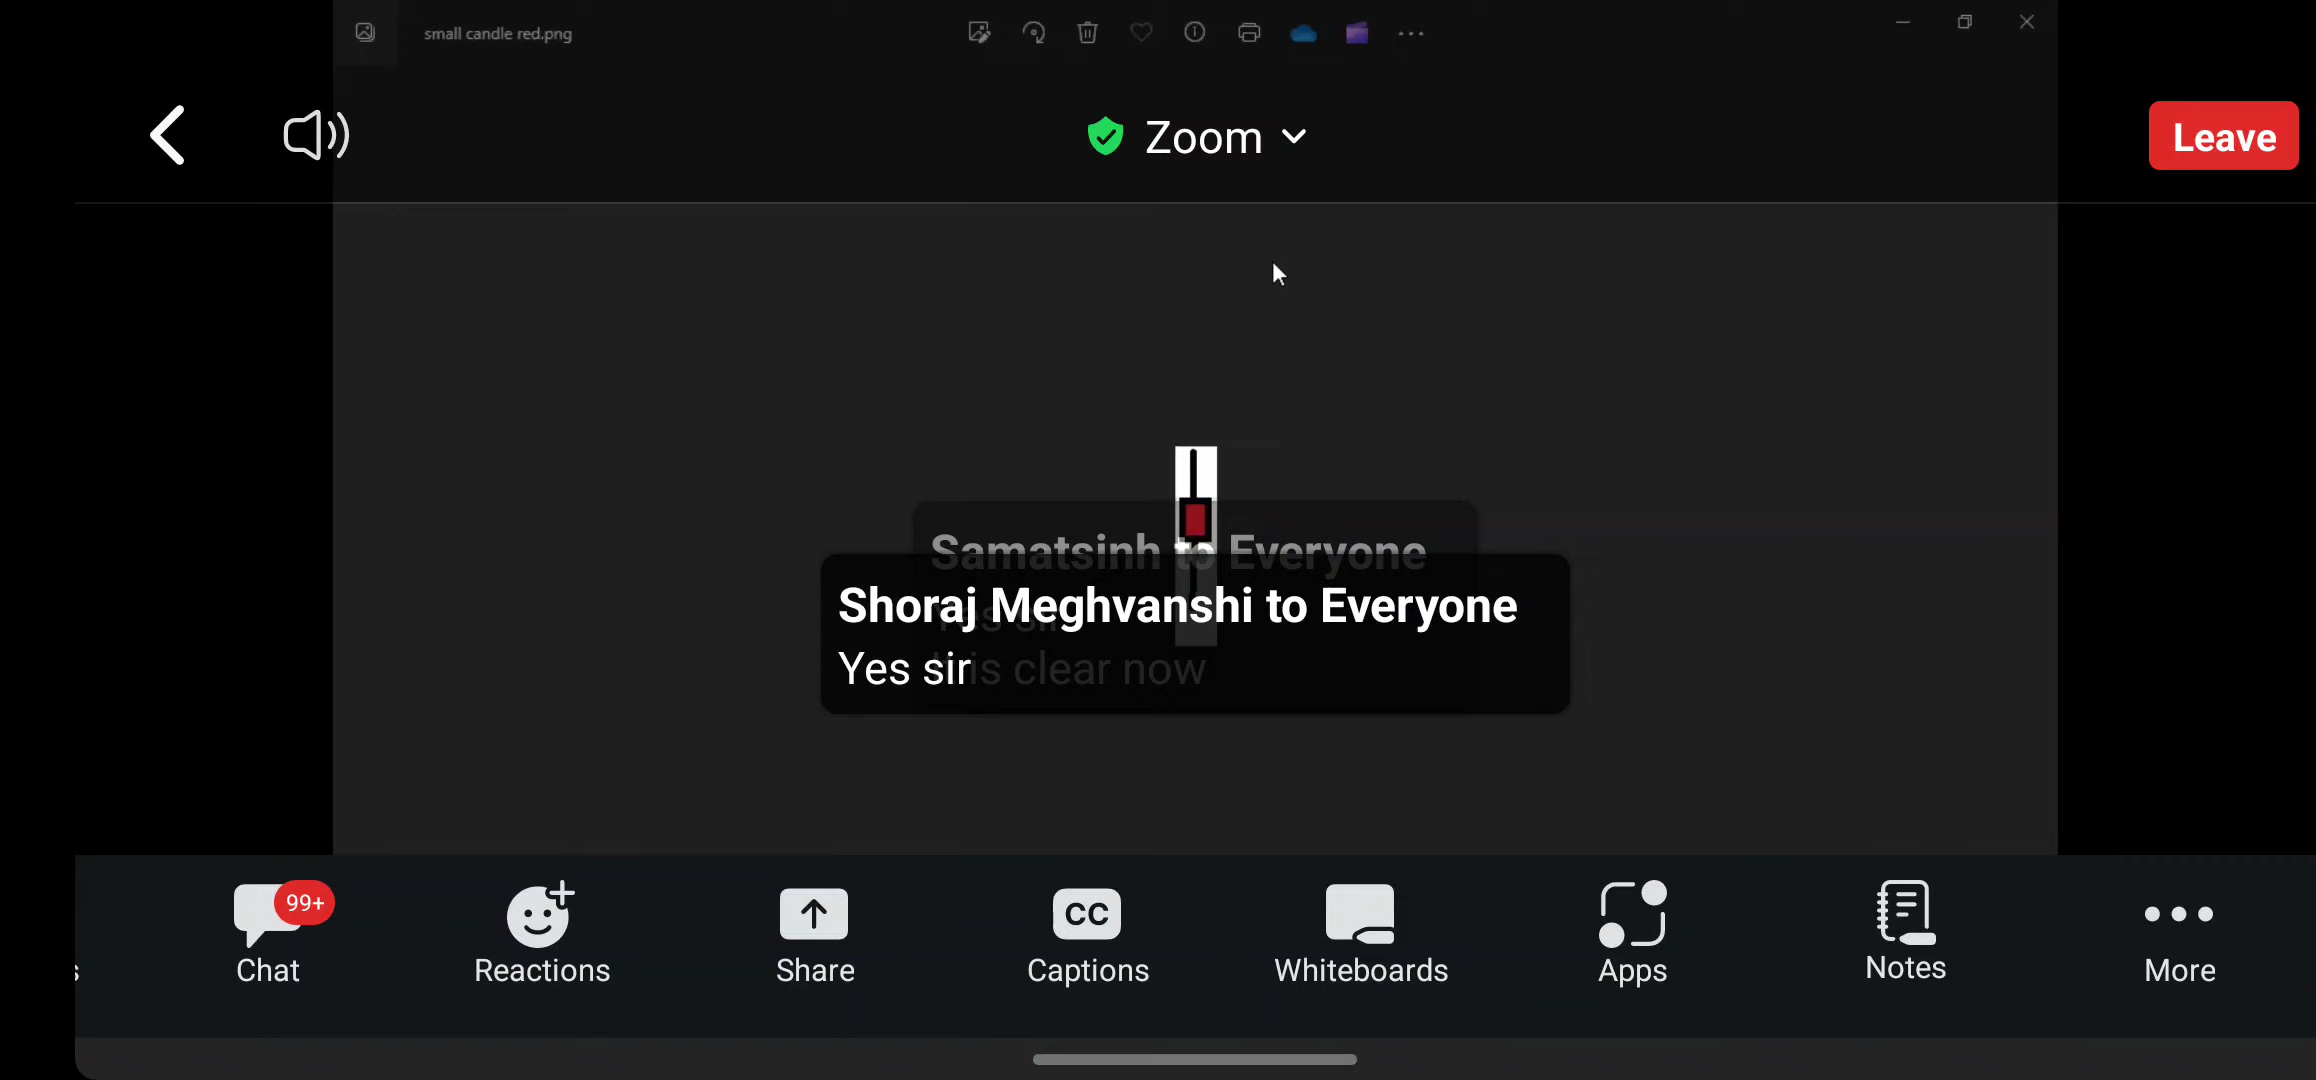 small candle red.png
Zoom
Leave
Samatsinh to Everyone
Shoraj Meghvanshi to Everyone
Yes sir
is clear now
99+
CC
Chat
Reactions
Share
Captions
Whiteboards
Apps
Notes
More